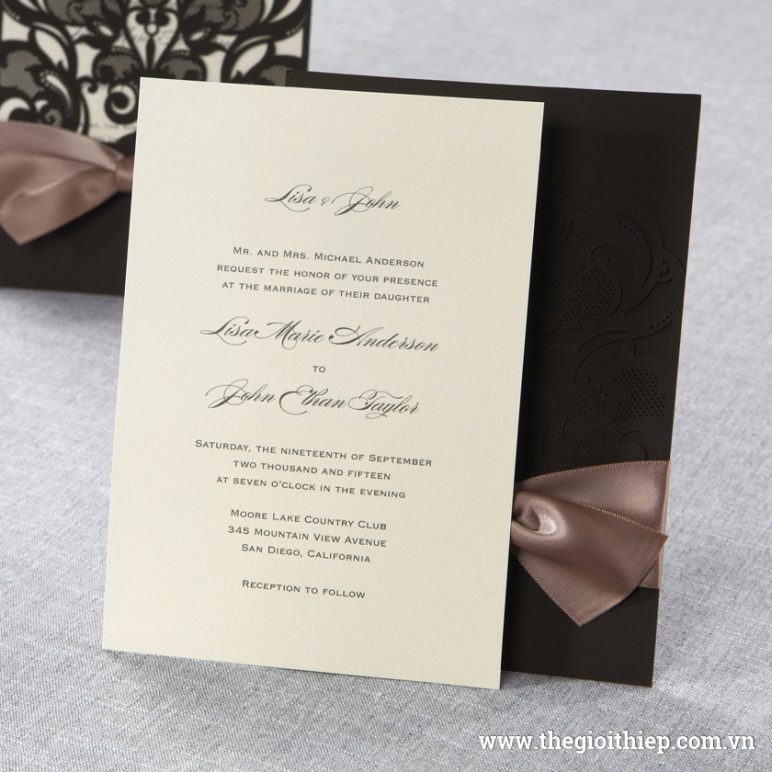 Lisa & John
Mr. and Mrs. Michael Anderson
request the honor of your presence
at the marriage of their daughter
Lisa Marie Anderson
to
John Ethan Taylor
Saturday, the nineteenth of September
two thousand and fifteen
at seven o'clock in the evening
Moore Lake Country Club
345 Mountain View Avenue
San Diego, California
Reception to follow
www.thegioithiep.com.vn